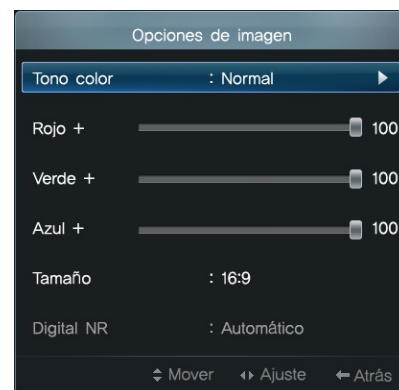 Opciones de imagen
Tono color : Normal
Rojo + 100
Verde + 100
Azul + 100
Tamaño : 16:9
Digital NR : Automático
Mover Ajuste Atrás